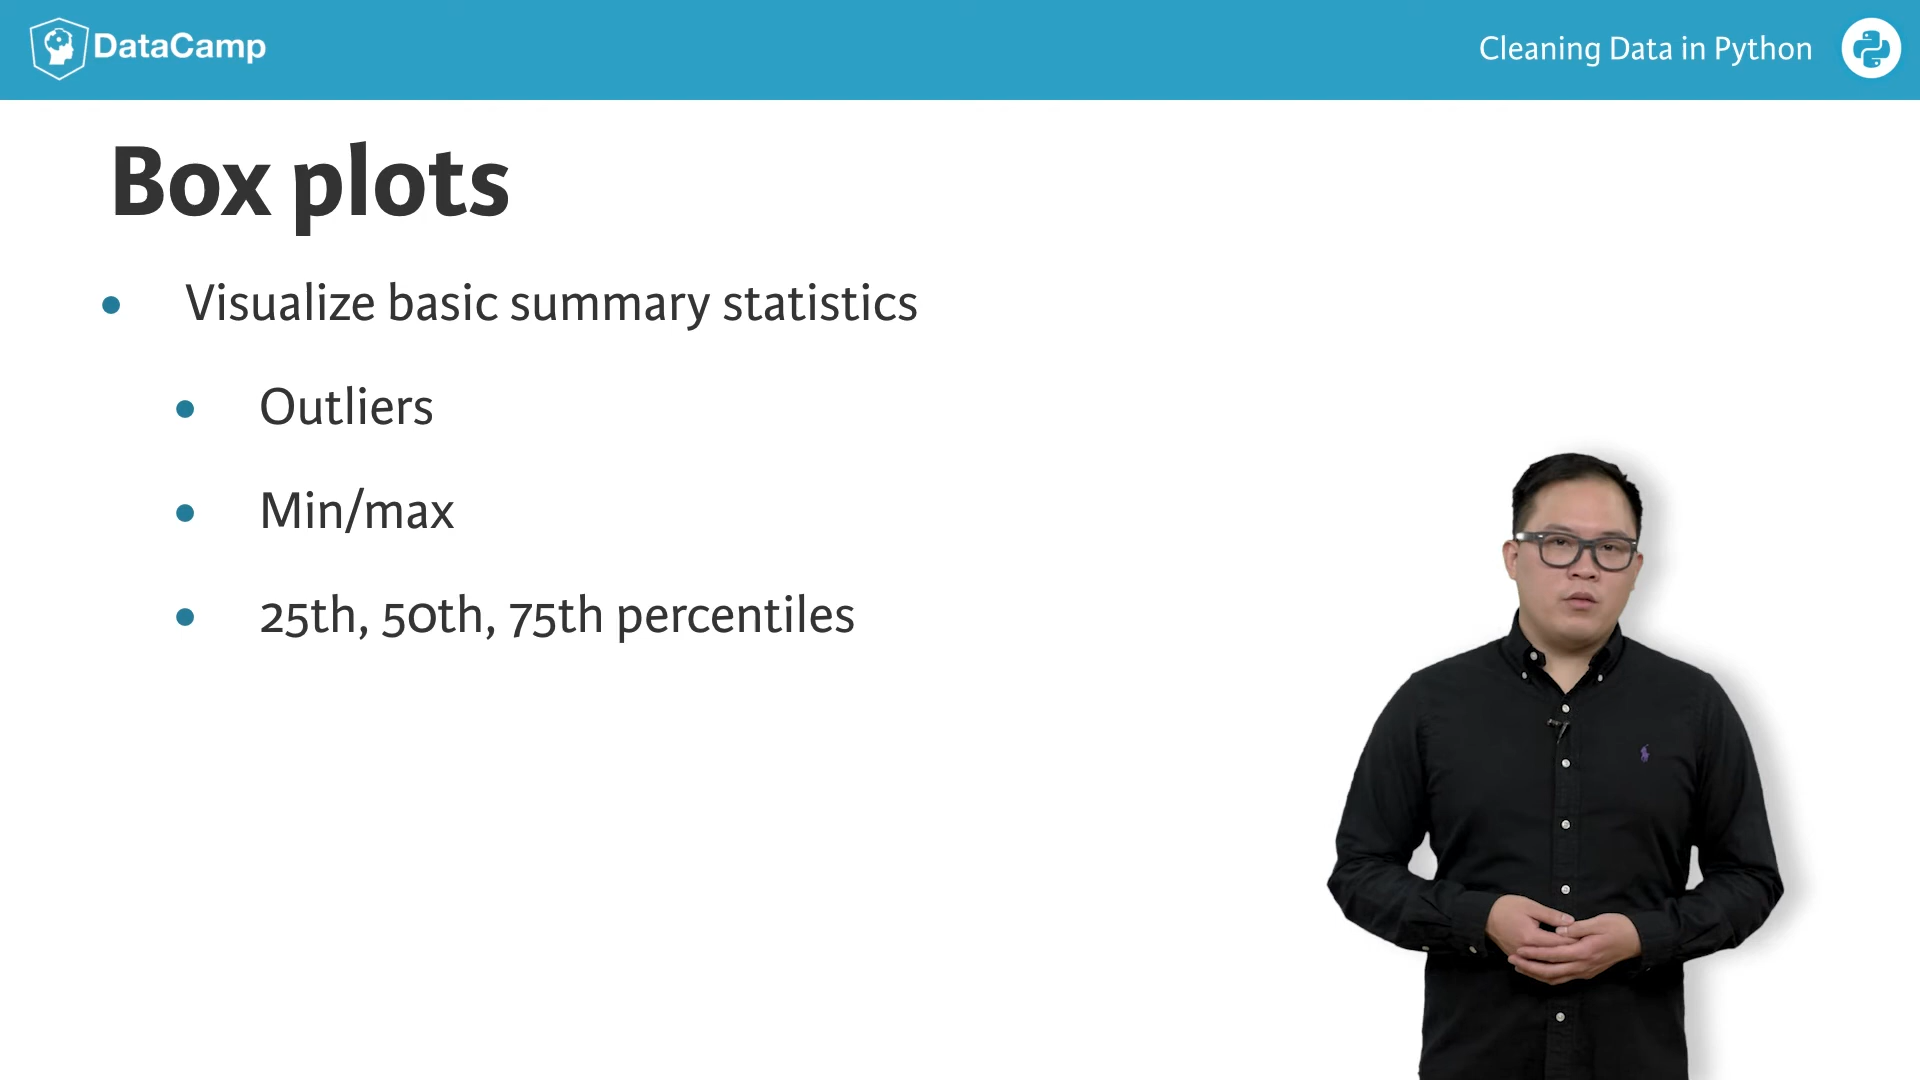 DataCamp
Cleaning Data in Python
Box plots
Visualize basic summary statistics
Outliers
Min/max
25th, 50th, 75th percentiles